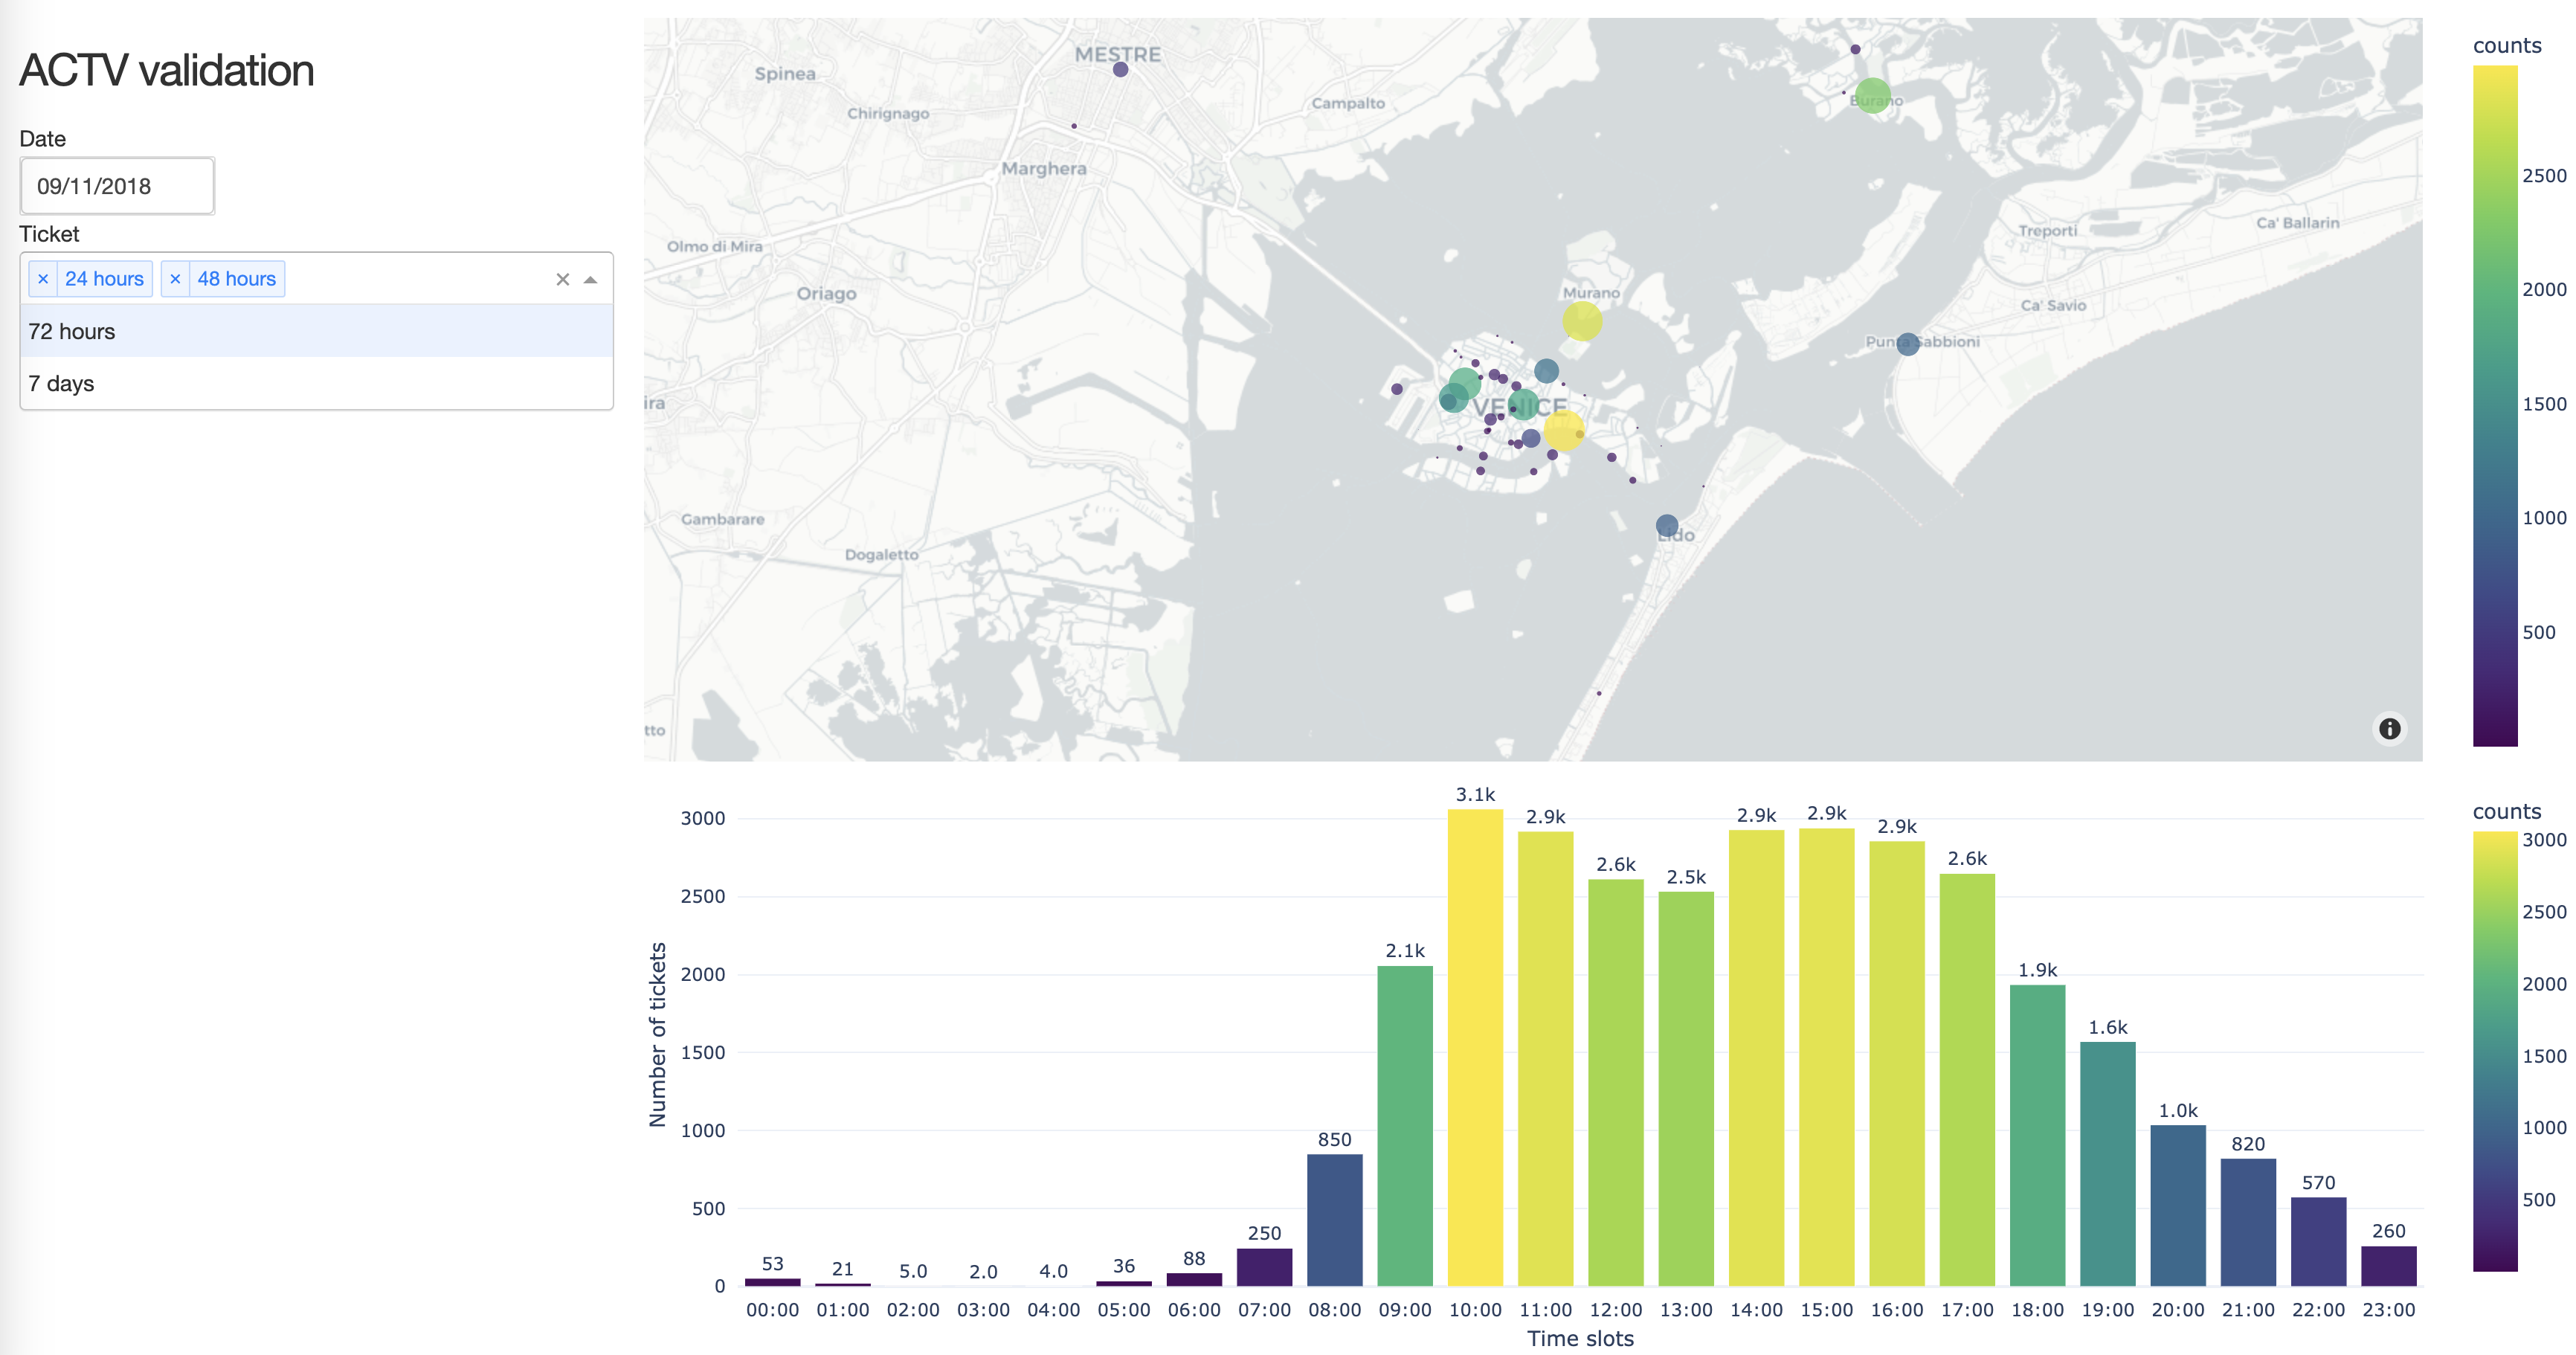 ACTV validation
Date
09/11/2018
Ticket
× 24 hours × 48 hours
72 hours
7 days
MESTRE
Spinea
Chirignago
Campalto
Marghera
Burano
Olmo di Mira
Oriago
Treporti
Ca' Ballarin
Ca' Savio
Murano
Punta Sabbioni
ira
VENICE
Gambarare
Dogaletto
Lido
tto
counts
2500
2000
1500
1000
500
Number of tickets
3000
2500
2000
1500
1000
500
0
53
21
5.0
2.0
4.0
36
88
250
850
2.1k
3.1k
2.9k
2.6k
2.5k
2.9k
2.9k
2.9k
2.6k
1.9k
1.6k
1.0k
820
570
260
00:00 01:00 02:00 03:00 04:00 05:00 06:00 07:00 08:00 09:00 10:00 11:00 12:00 13:00 14:00 15:00 16:00 17:00 18:00 19:00 20:00 21:00 22:00 23:00
Time slots
counts
3000
2500
2000
1500
1000
500